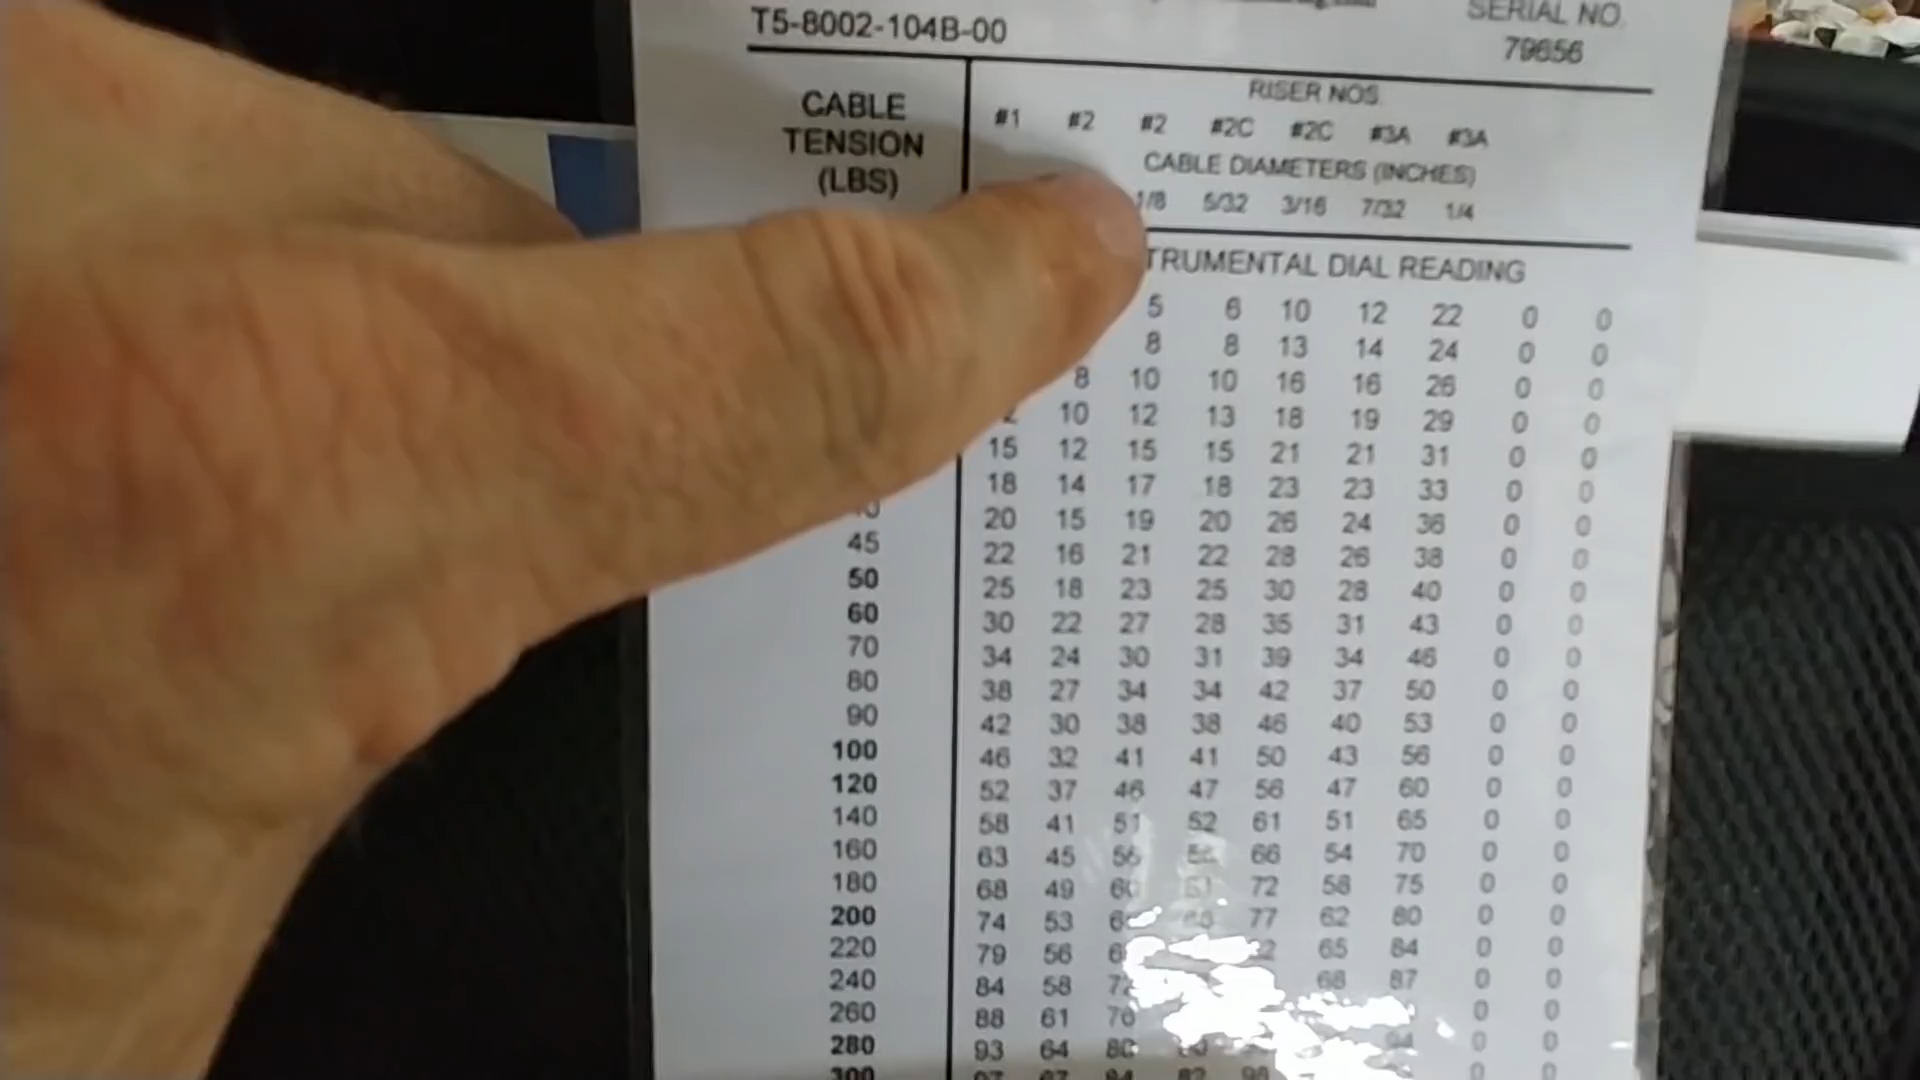 T5-8002-104B-00
SERIAL NO.
79656
CABLE TENSION (LBS)
RISER NOS.
#1 #2 #2 #2C #2C #3A #3A
CABLE DIAMETERS (INCHES)
1/8 5/32 3/16 7/32 1/4
DIAL READING
5 6 10 12 22 0 0
8 8 13 14 24 0 0
8 10 10 16 16 26 0 0
10 12 13 18 19 29 0 0
15 12 15 15 21 21 31 0 0
18 14 17 18 23 23 33 0 0
20 15 19 20 26 24 36 0 0
45 22 16 21 22 28 26 38 0 0
50 25 18 23 25 30 28 40 0 0
60 30 22 27 28 35 31 43 0 0
70 34 24 30 31 39 34 46 0 0
80 38 27 34 34 42 37 50 0 0
90 42 30 38 38 46 40 53 0 0
100 46 32 41 41 50 43 56 0 0
120 52 37 46 47 56 47 60 0 0
140 58 41 51 52 61 51 65 0 0
160 63 45 56 66 54 70 0 0
180 68 49 60 72 58 75 0 0
200 74 53 77 62 80 0 0
220 79 56 65 84 0 0
240 84 58 68 87 0 0
260 88 61 76 0 0
280 93 64 80 0 0
300